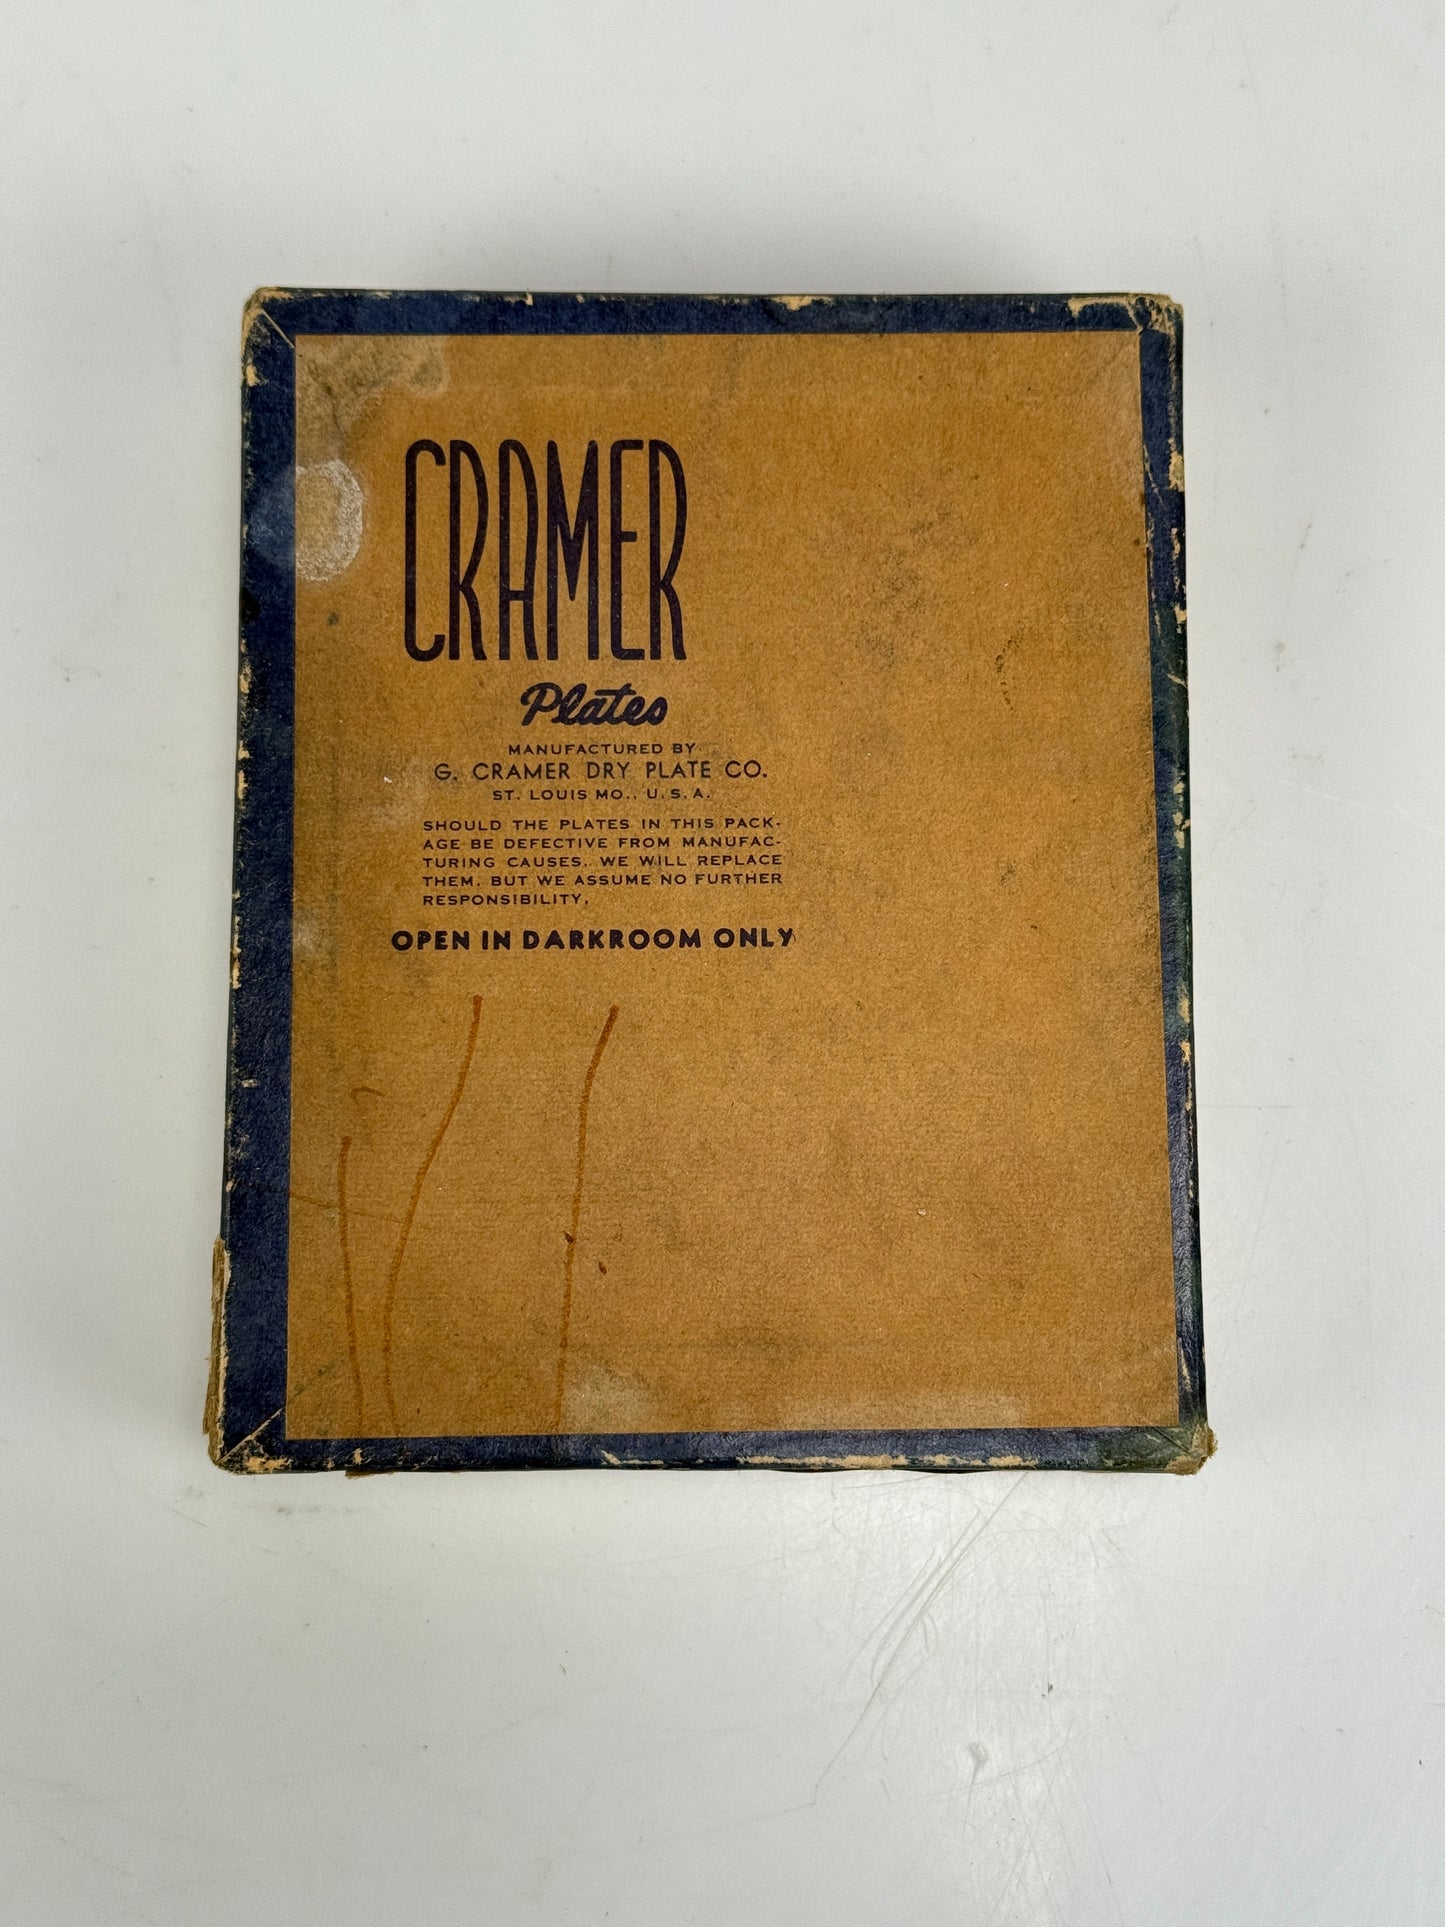 CRAMER
Plates
MANUFACTURED BY
G. CRAMER DRY PLATE CO.
ST. LOUIS MO., U.S.A.
SHOULD THE PLATES IN THIS PACK-
AGE BE DEFECTIVE FROM MANUFAC-
TURING CAUSES, WE WILL REPLACE
THEM, BUT WE ASSUME NO FURTHER
RESPONSIBILITY.
OPEN IN DARKROOM ONLY